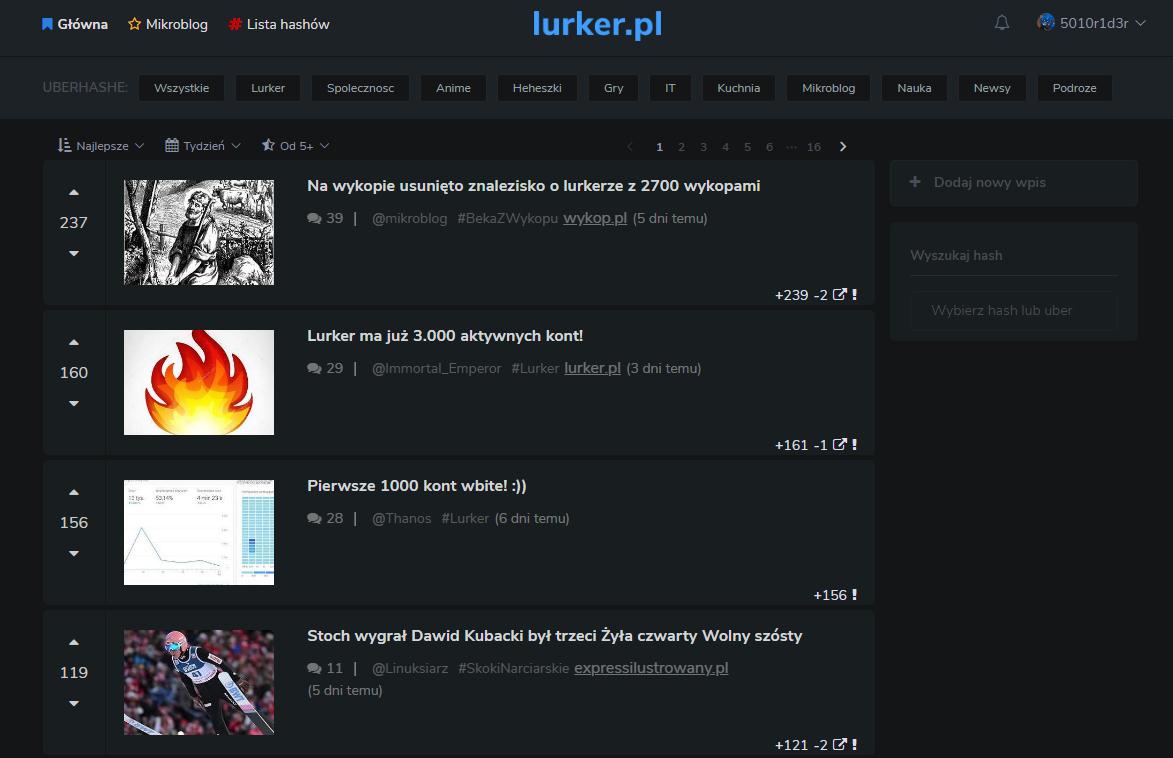 Główna Mikroblog # Lista hashów lurker.pl 5010r1d3r
UBERHASHE: Wszystkie Lurker Spolecznosc Anime Heheszki Gry IT Kuchnia Mikroblog Nauka Newsy Podroze
Najlepsze Tydzień Od 5+ 1 2 3 4 5 6 ··· 16
237
Na wykopie usunięto znalezisko o lurkerze z 2700 wykopami
39 | @mikroblog #BekaZWykopu wykop.pl (5 dni temu)
+239 -2 !
160
Lurker ma już 3.000 aktywnych kont!
29 | @Immortal_Emperor #Lurker lurker.pl (3 dni temu)
+161 -1 !
156
Pierwsze 1000 kont wbite! :))
28 | @Thanos #Lurker (6 dni temu)
+156 !
119
Stoch wygrał Dawid Kubacki był trzeci Żyła czwarty Wolny szósty
11 | @Linuksiarz #SkokiNarciarskie expressilustrowany.pl
(5 dni temu)
+121 -2 !
+ Dodaj nowy wpis
Wyszukaj hash
Wybierz hash lub uber